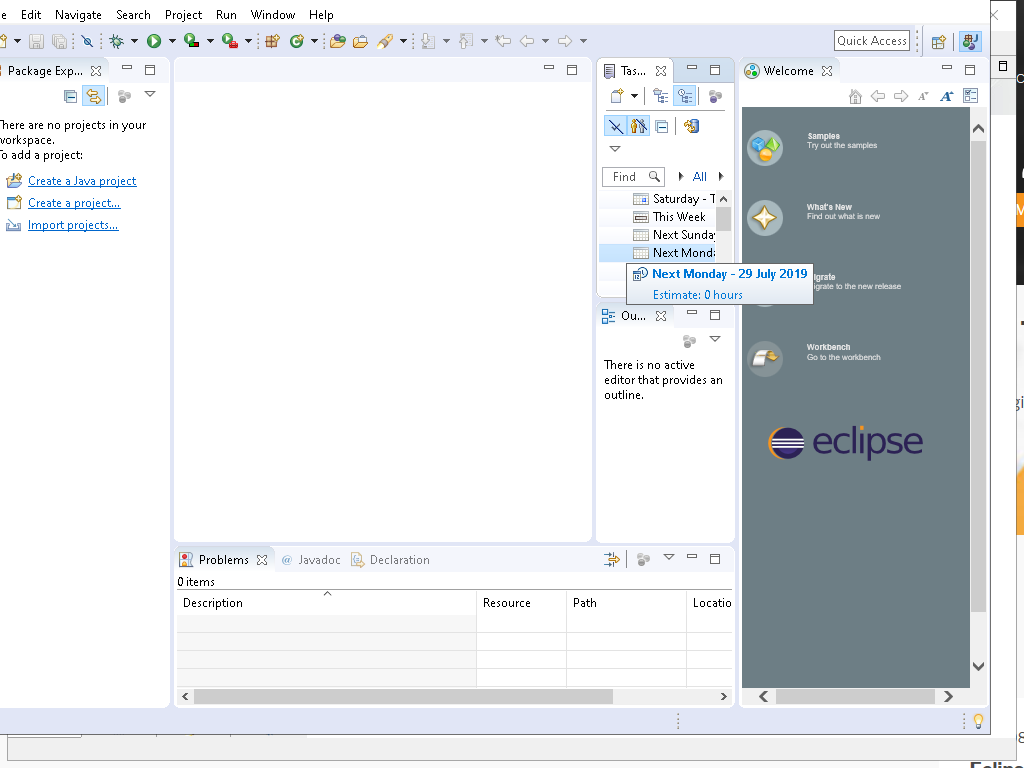 Edit Navigate Search Project Run Window Help
Quick Access
Package Exp...
Tas...
Welcome
There are no projects in your
workspace.
To add a project:
Create a Java project
Create a project...
Import projects...
Find
All
Saturday - T
This Week
Next Sunday
Next Monda
Next Monday - 29 July 2019
Estimate: 0 hours
Samples
Try out the samples
What's New
Find out what is new
igrate
igrate to the new release
Workbench
Go to the workbench
eclipse
Ou...
There is no active
editor that provides an
outline.
Problems
@ Javadoc
Declaration
0 items
Description
Resource
Path
Locatio